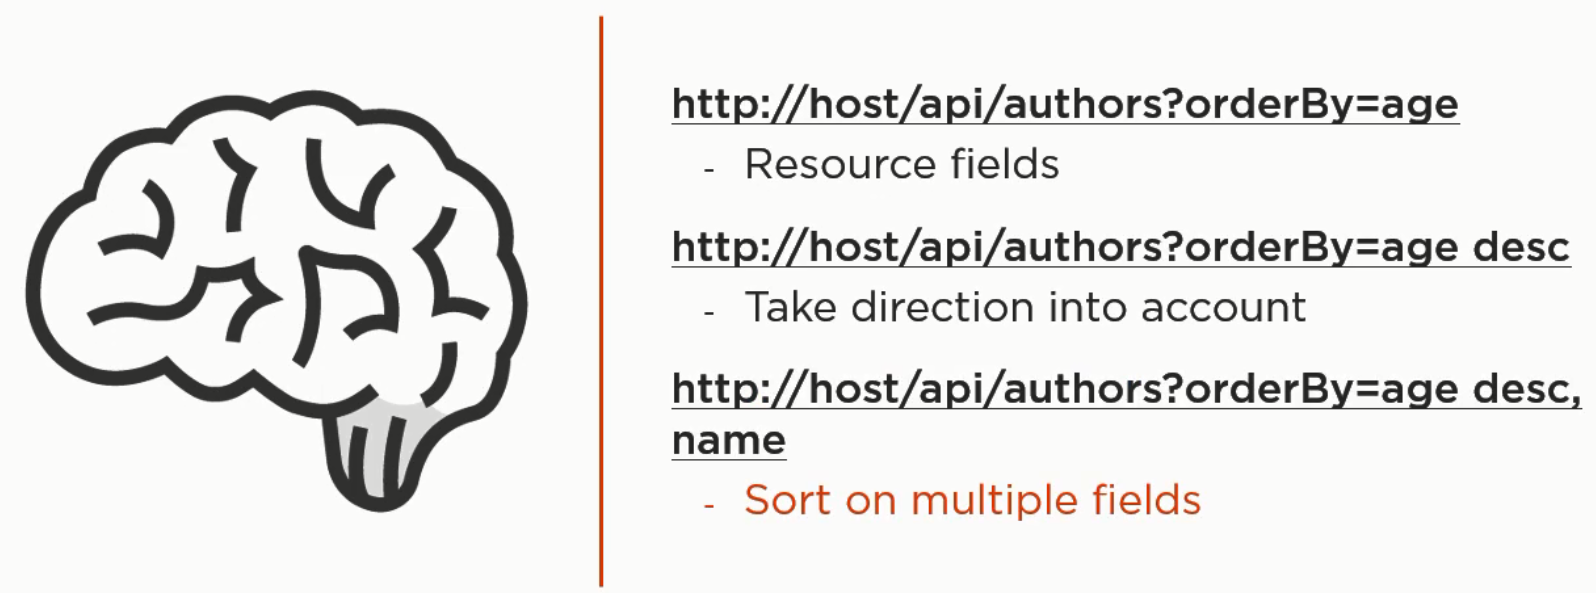 http://host/api/authors?orderBy=age
- Resource fields
http://host/api/authors?orderBy=age desc
- Take direction into account
http://host/api/authors?orderBy=age desc,
name
- Sort on multiple fields